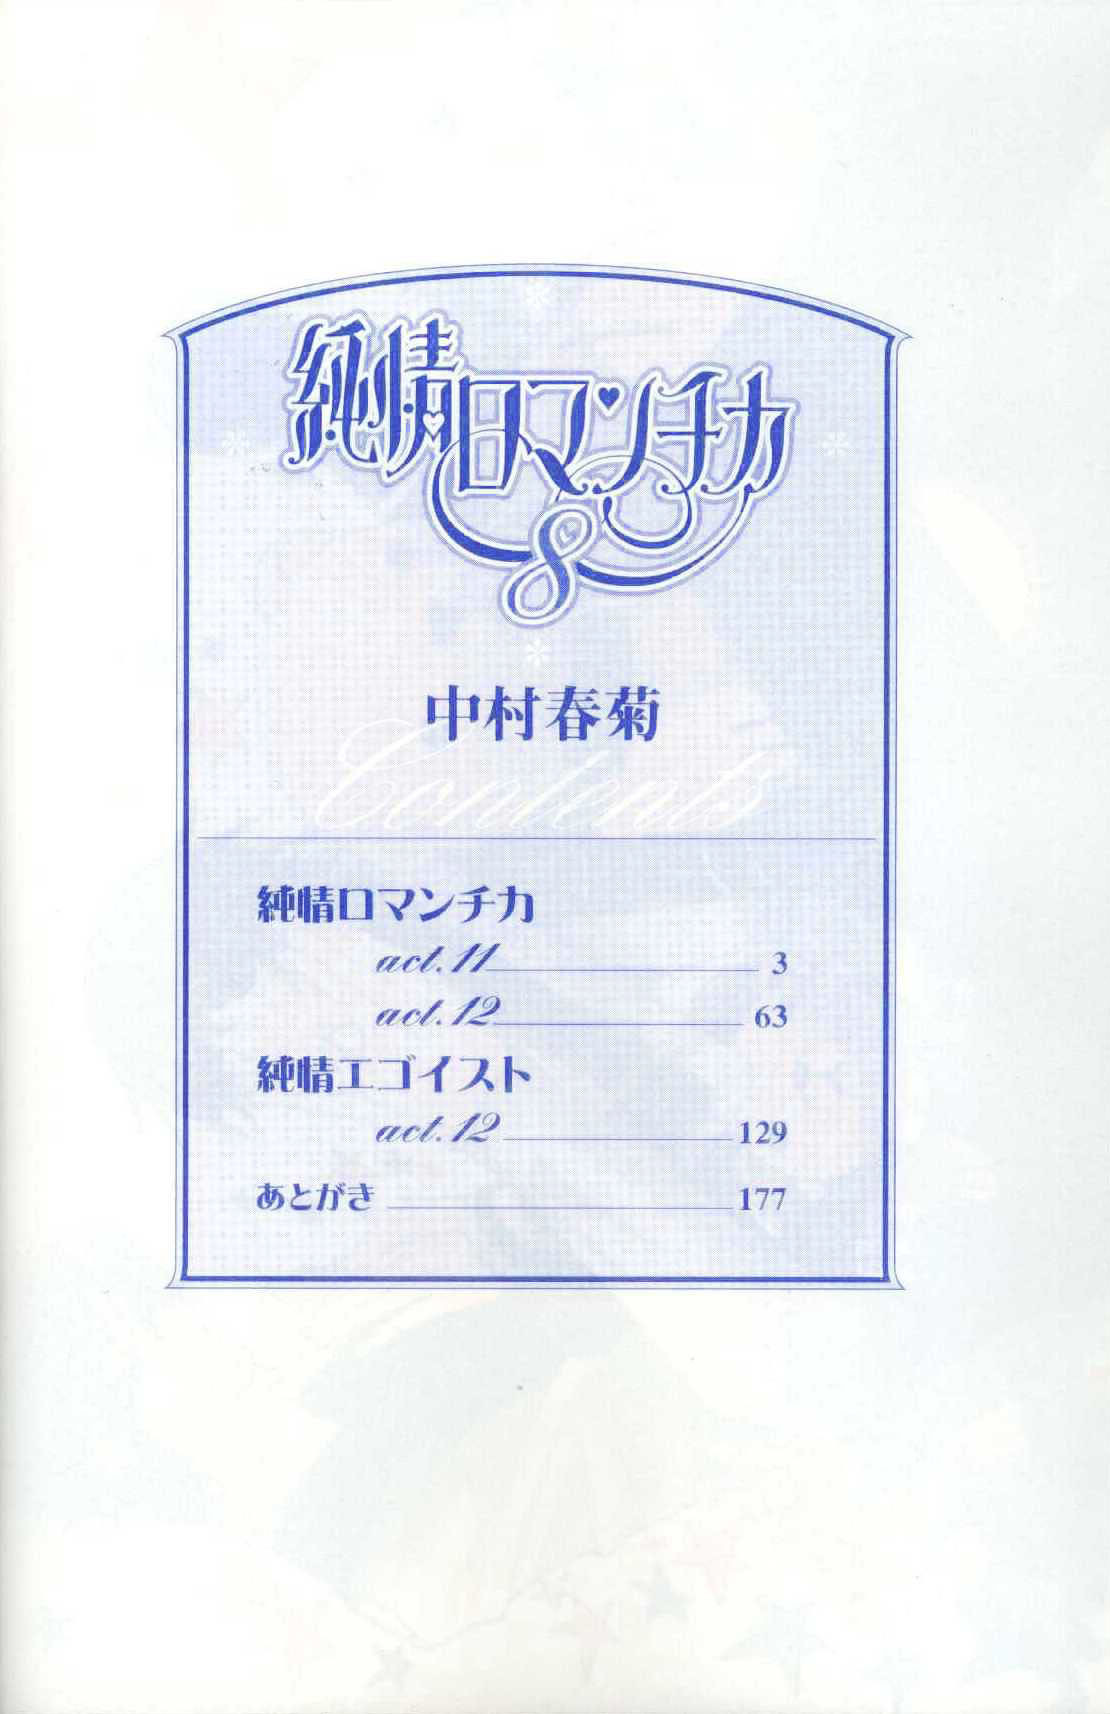 純情ロマンチカ
8
中村春菊
Contents
純情ロマンチカ
act.11 3
act.12 63
純情エゴイスト
act.12 129
あとがき 177